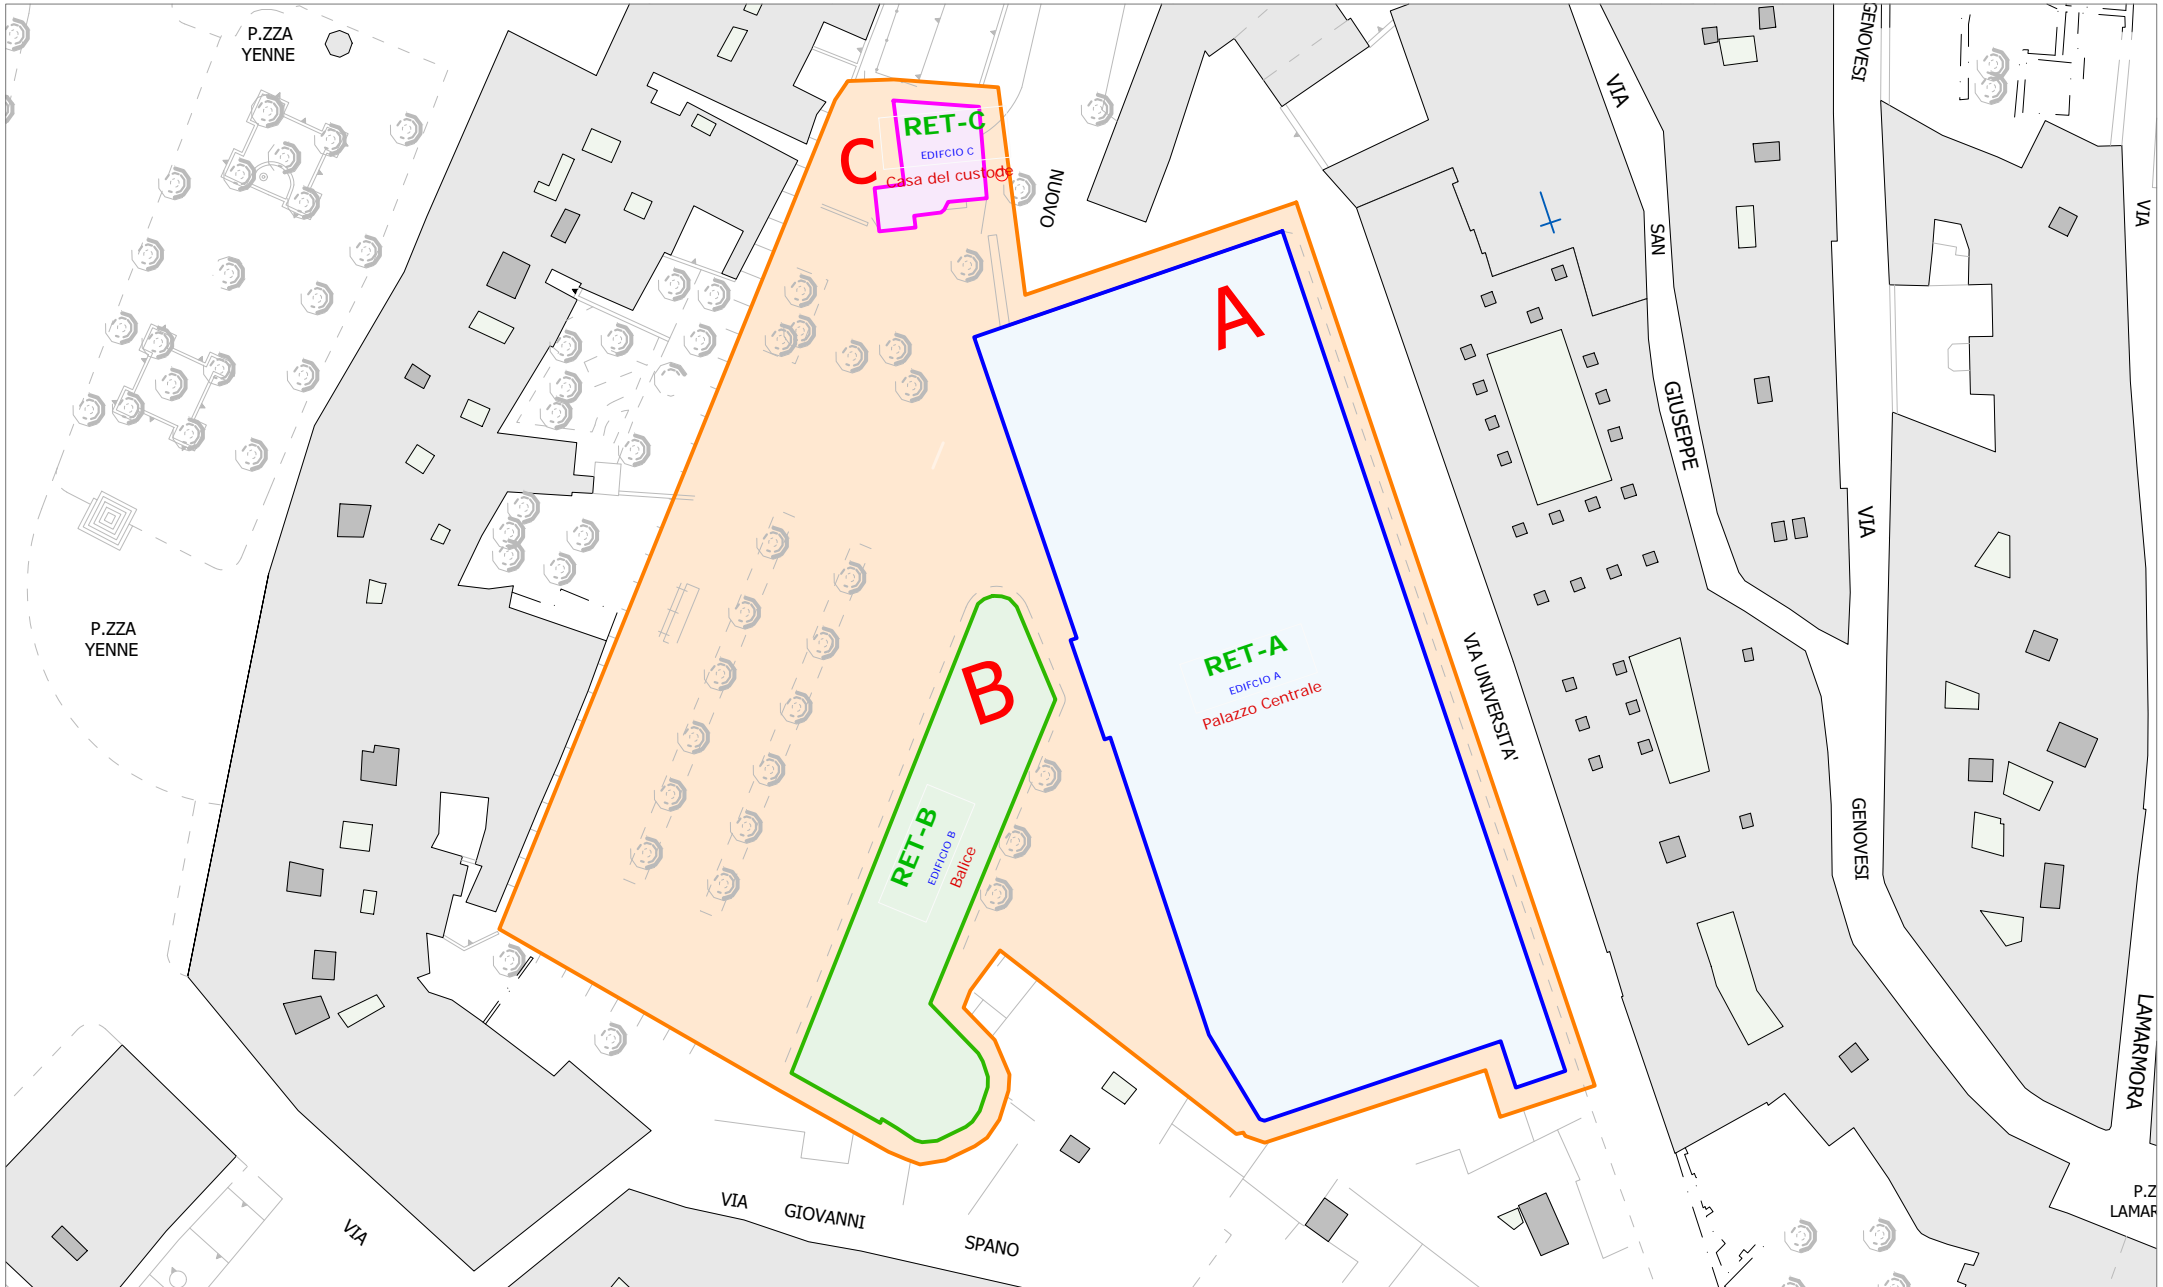 P.ZZA
YENNE
GENOVESI
VIA
RET-C
EDIFCIO C
Casa del custode
C
NUOVO
SAN
VIA
A
GIUSEPPE
VIA
P.ZZA
YENNE
RET-A
EDIFCIO A
Palazzo Centrale
VIA UNIVERSITA'
B
RET-B
EDIFICIO B
Balice
GENOVESI
LAMARMORA
VIA
VIA
GIOVANNI
SPANO
P.Z
LAMAR